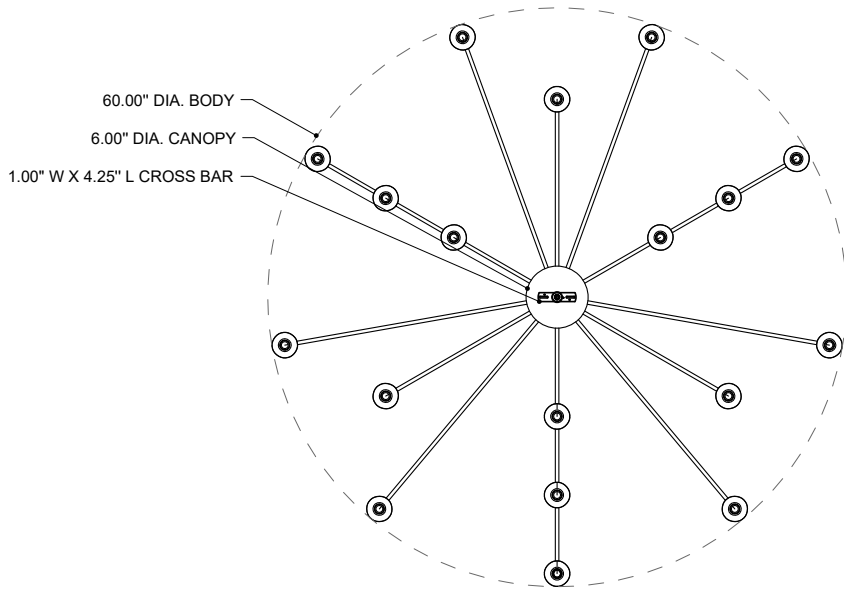 60.00" DIA. BODY
6.00" DIA. CANOPY
1.00" W X 4.25" L CROSS BAR